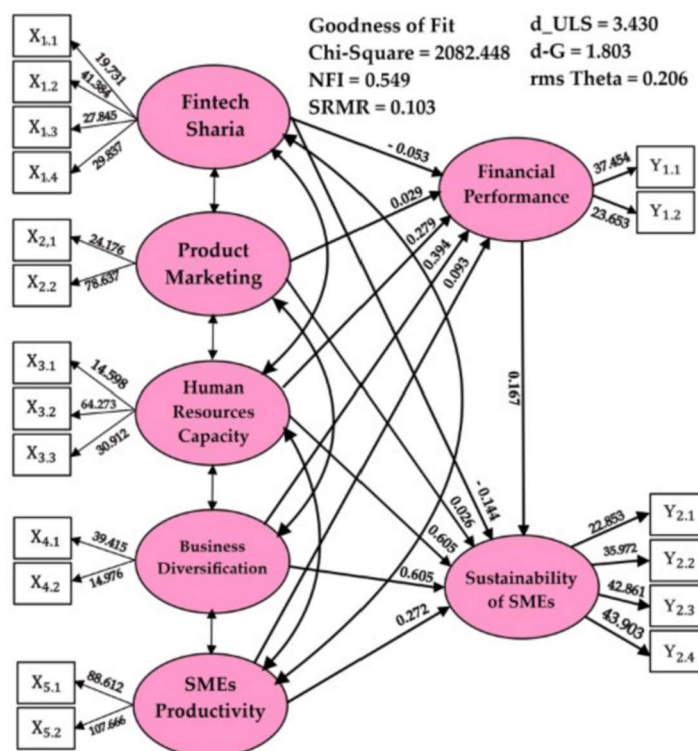 Goodness of Fit
Chi-Square = 2082.448
NFI = 0.549
SRMR = 0.103
d_ULS = 3.430
d-G = 1.803
rms Theta = 0.206
X1.1
X1.2
X1.3
X1.4
19.731
41.384
27.845
29.837
Fintech
Sharia
X2,1
X2.2
24.176
78.637
Product
Marketing
X3.1
X3.2
X3.3
14.598
64.273
30.912
Human
Resources
Capacity
X4.1
X4.2
39.415
14.976
Business
Diversification
X5.1
X5.2
88.612
107.666
SMEs
Productivity
- 0.053
0.029
0.279
0.394
0.093
Financial
Performance
37.454
23.653
Y1.1
Y1.2
0.167
- 0.144
0.026
0.605
0.605
0.272
Sustainability
of SMEs
22.853
35.972
42.861
43.903
Y2.1
Y2.2
Y2.3
Y2.4